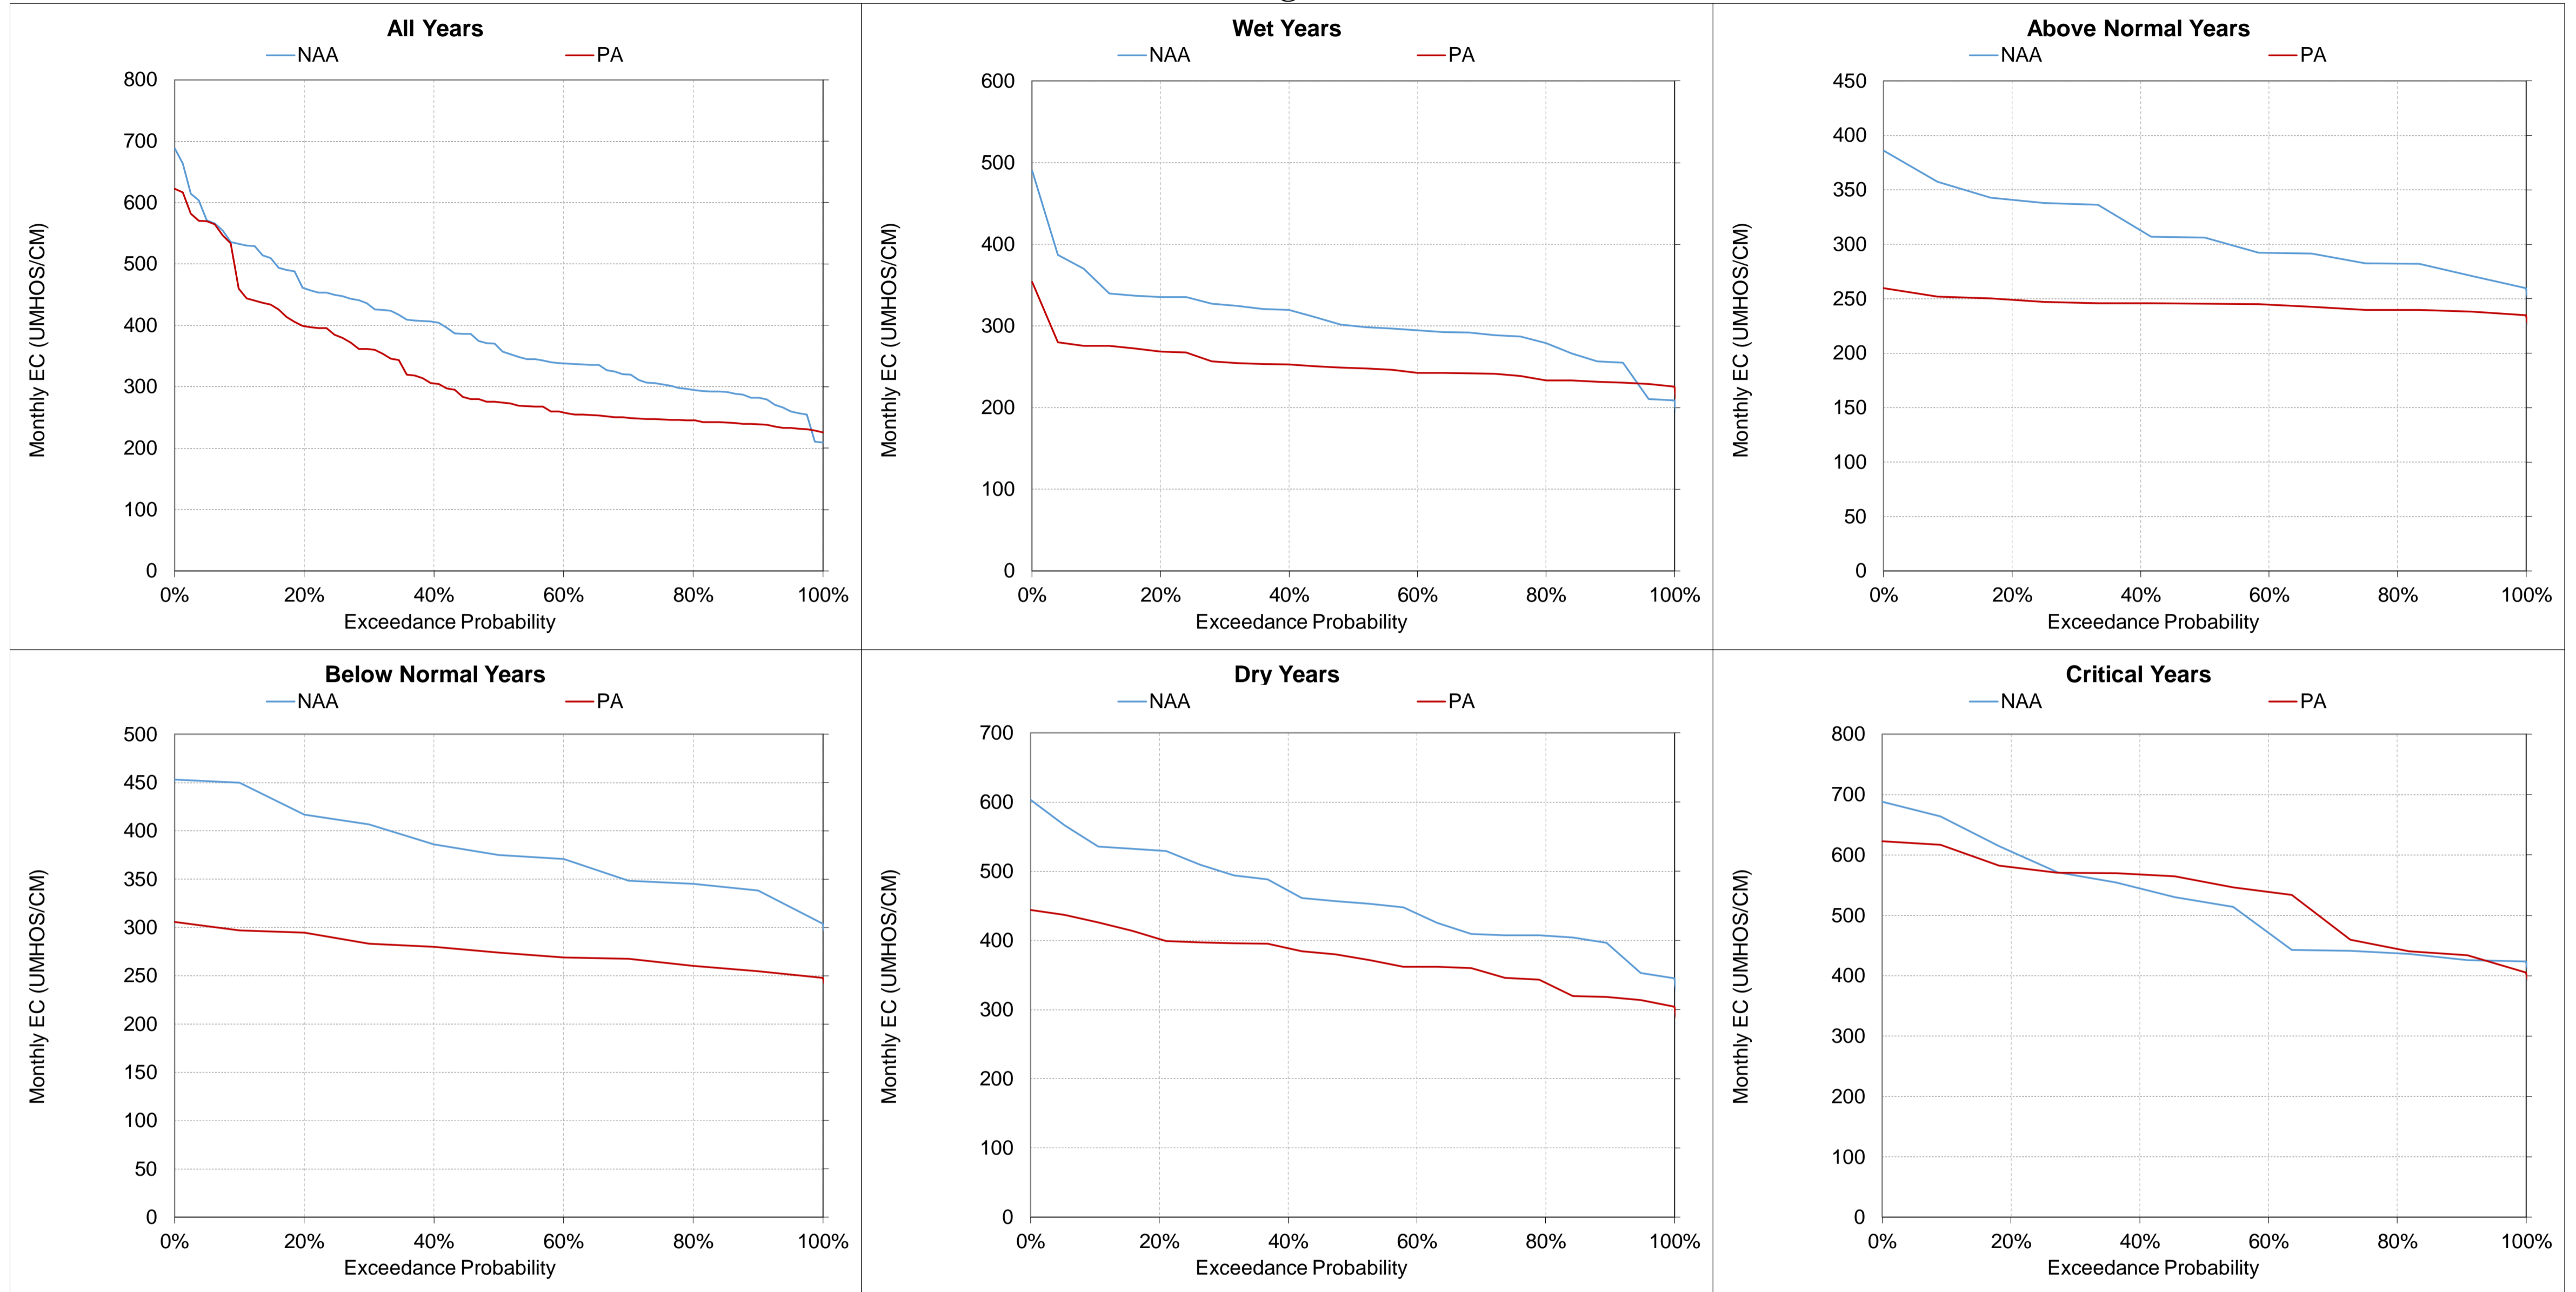 All Years
NAA PA
800
700
600
500
400
300
200
100
0
0% 20% 40% 60% 80% 100%
Exceedance Probability
Monthly EC (UMHOS/CM)
Wet Years
NAA PA
600
500
400
300
200
100
0
0% 20% 40% 60% 80% 100%
Exceedance Probability
Monthly EC (UMHOS/CM)
Above Normal Years
NAA PA
450
400
350
300
250
200
150
100
50
0
0% 20% 40% 60% 80% 100%
Exceedance Probability
Monthly EC (UMHOS/CM)
Below Normal Years
NAA PA
500
450
400
350
300
250
200
150
100
50
0
0% 20% 40% 60% 80% 100%
Exceedance Probability
Monthly EC (UMHOS/CM)
Dry Years
NAA PA
700
600
500
400
300
200
100
0
0% 20% 40% 60% 80% 100%
Exceedance Probability
Monthly EC (UMHOS/CM)
Critical Years
NAA PA
800
700
600
500
400
300
200
100
0
0% 20% 40% 60% 80% 100%
Exceedance Probability
Monthly EC (UMHOS/CM)